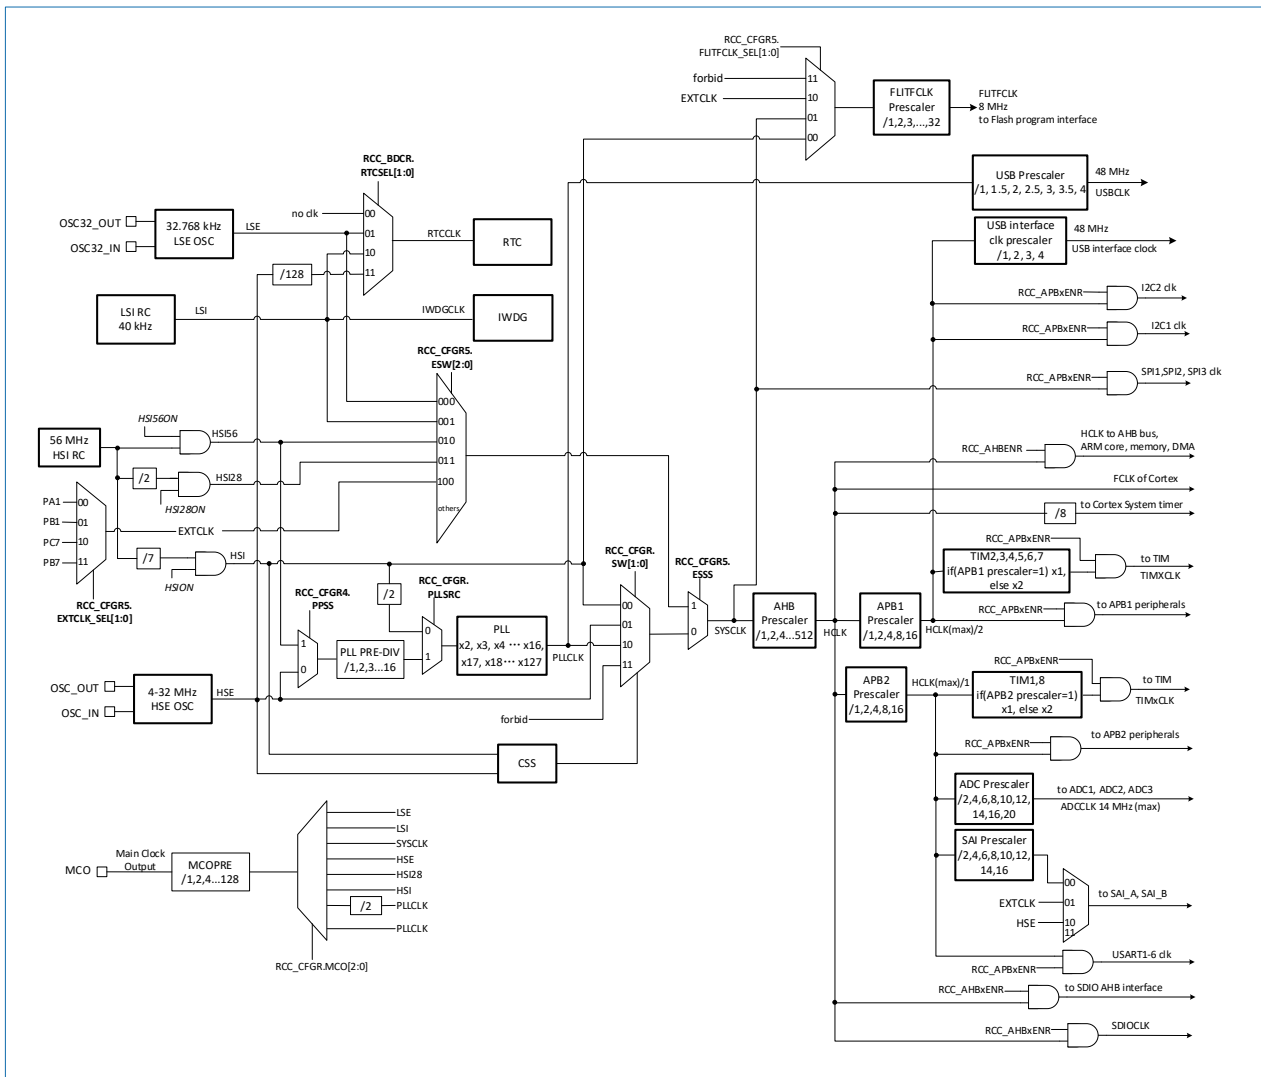 RCC_CFGR5.
FLITFCLK_SEL[1:0]
forbid
11
EXTCLK
10
01
00
FLITFCLK
Prescaler
/1,2,3,...,32
FLITFCLK
8 MHz
to Flash program interface
RCC_BDCR.
RTCSEL[1:0]
USB Prescaler
/1, 1.5, 2, 2.5, 3, 3.5, 4
48 MHz
USBCLK
OSC32_OUT
OSC32_IN
32.768 kHz
LSE OSC
LSE
no clk
00
01
10
11
/128
RTCCLK
RTC
USB interface
clk prescaler
/1, 2, 3, 4
48 MHz
USB interface clock
LSI RC
40 kHz
LSI
IWDGCLK
IWDG
RCC_APBxENR
I2C2 clk
RCC_APBxENR
I2C1 clk
RCC_CFGR5.
ESW[2:0]
000
001
010
011
100
others
RCC_APBxENR
SPI1,SPI2, SPI3 clk
56 MHz
HSI RC
HSI56ON
HSI56
/2
HSI28
HSI28ON
PA1
PB1
PC7
PB7
00
01
10
11
EXTCLK
RCC_CFGR5.
EXTCLK_SEL[1:0]
/7
HSI
HSION
RCC_AHBENR
HCLK to AHB bus,
ARM core, memory, DMA
FCLK of Cortex
/8
to Cortex System timer
RCC_CFGR4.
PPSS
1
0
/2
RCC_CFGR.
PLLSRC
0
1
PLL PRE-DIV
/1,2,3...16
PLL
x2, x3, x4 ··· x16,
x17, x18··· x127
PLLCLK
RCC_CFGR.
SW[1:0]
00
01
10
11
forbid
RCC_CFGR5.
ESSS
1
0
SYSCLK
AHB
Prescaler
/1,2,4...512
HCLK
APB1
Prescaler
/1,2,4,8,16
HCLK(max)/2
RCC_APBxENR
TIM2,3,4,5,6,7
if(APB1 prescaler=1) x1,
else x2
to TIM
TIMXCLK
RCC_APBxENR
to APB1 peripherals
OSC_OUT
OSC_IN
4-32 MHz
HSE OSC
HSE
CSS
APB2
Prescaler
/1,2,4,8,16
HCLK(max)/1
RCC_APBxENR
TIM1,8
if(APB2 prescaler=1)
x1, else x2
to TIM
TIMxCLK
RCC_APBxENR
to APB2 peripherals
ADC Prescaler
/2,4,6,8,10,12,
14,16,20
to ADC1, ADC2, ADC3
ADCCLK 14 MHz (max)
SAI Prescaler
/2,4,6,8,10,12,
14,16
00
EXTCLK
01
HSE
10
11
to SAI_A, SAI_B
MCO
Main Clock
Output
MCOPRE
/1,2,4...128
LSE
LSI
SYSCLK
HSE
HSI28
HSI
/2
PLLCLK
PLLCLK
RCC_CFGR.MCO[2:0]
RCC_APBxENR
USART1-6 clk
RCC_AHBxENR
to SDIO AHB interface
RCC_AHBxENR
SDIOCLK